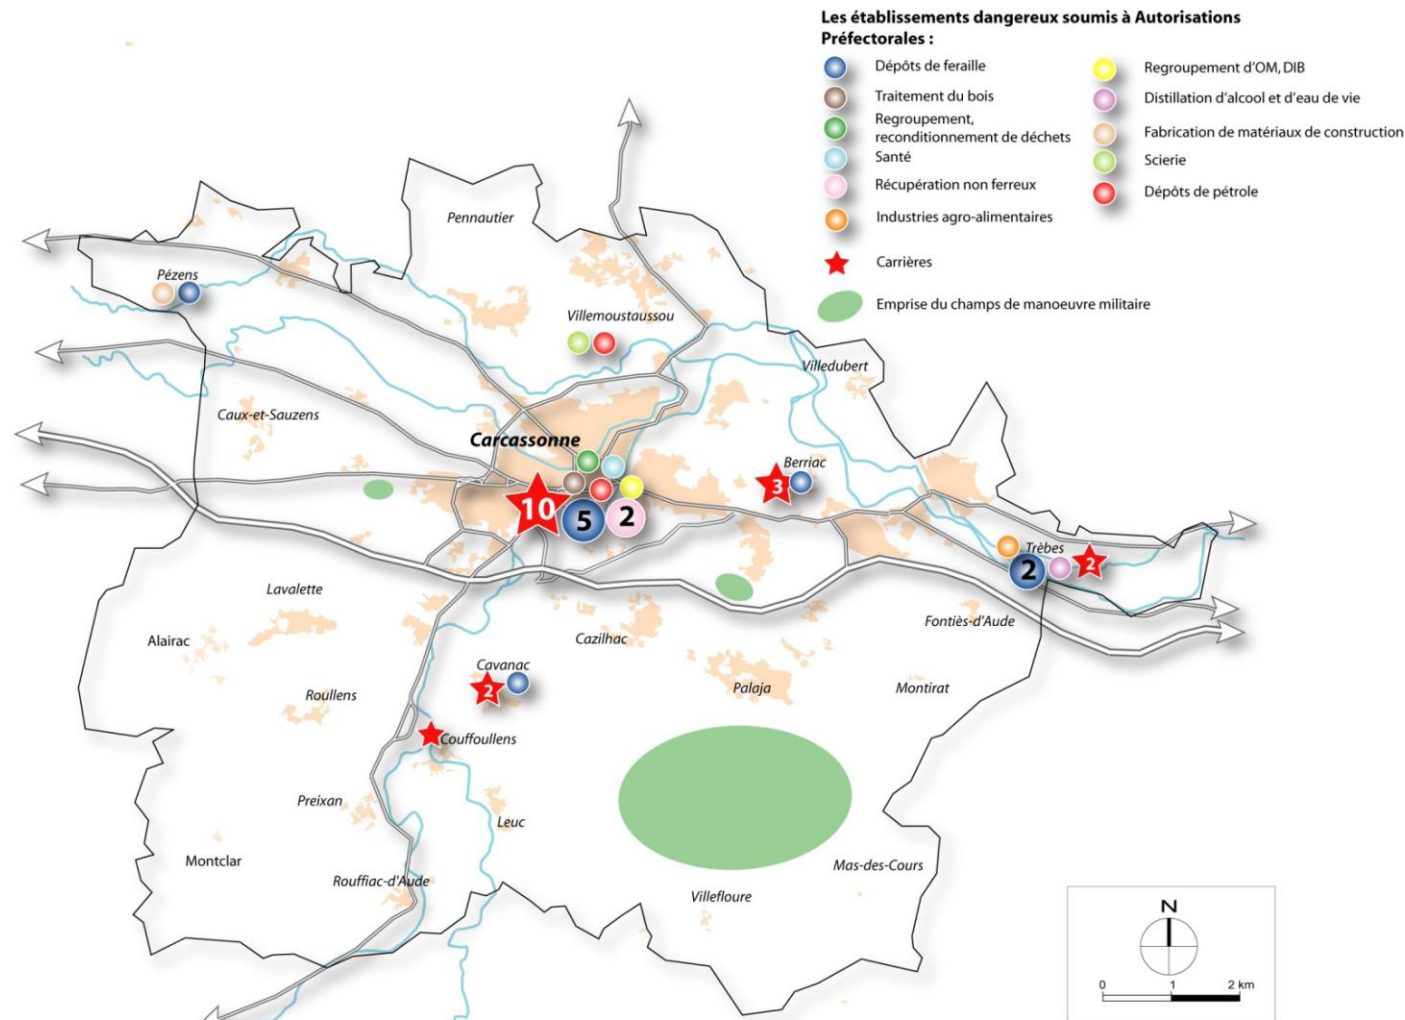 Les établissements dangereux soumis à Autorisations
Préfectorales :
Dépôts de feraille
Traitement du bois
Regroupement,
reconditionnement de déchets
Santé
Récupération non ferreux
Industries agro-alimentaires
Carrières
Emprise du champs de manoeuvre militaire
Regroupement d'OM, DIB
Distillation d'alcool et d'eau de vie
Fabrication de matériaux de construction
Scierie
Dépôts de pétrole
Pennautier
Pézens
Villemoustaussou
Villedubert
Caux-et-Sauzens
Carcassonne
Berriac
3
10
5
2
Trèbes
2
2
Lavalette
Alairac
Cazilhac
Fontiès-d'Aude
Cavanac
2
Roullens
Palaja
Montirat
Couffoullens
Preixan
Leuc
Montclar
Mas-des-Cours
Rouffiac-d'Aude
Villefloure
N
0 1 2 km